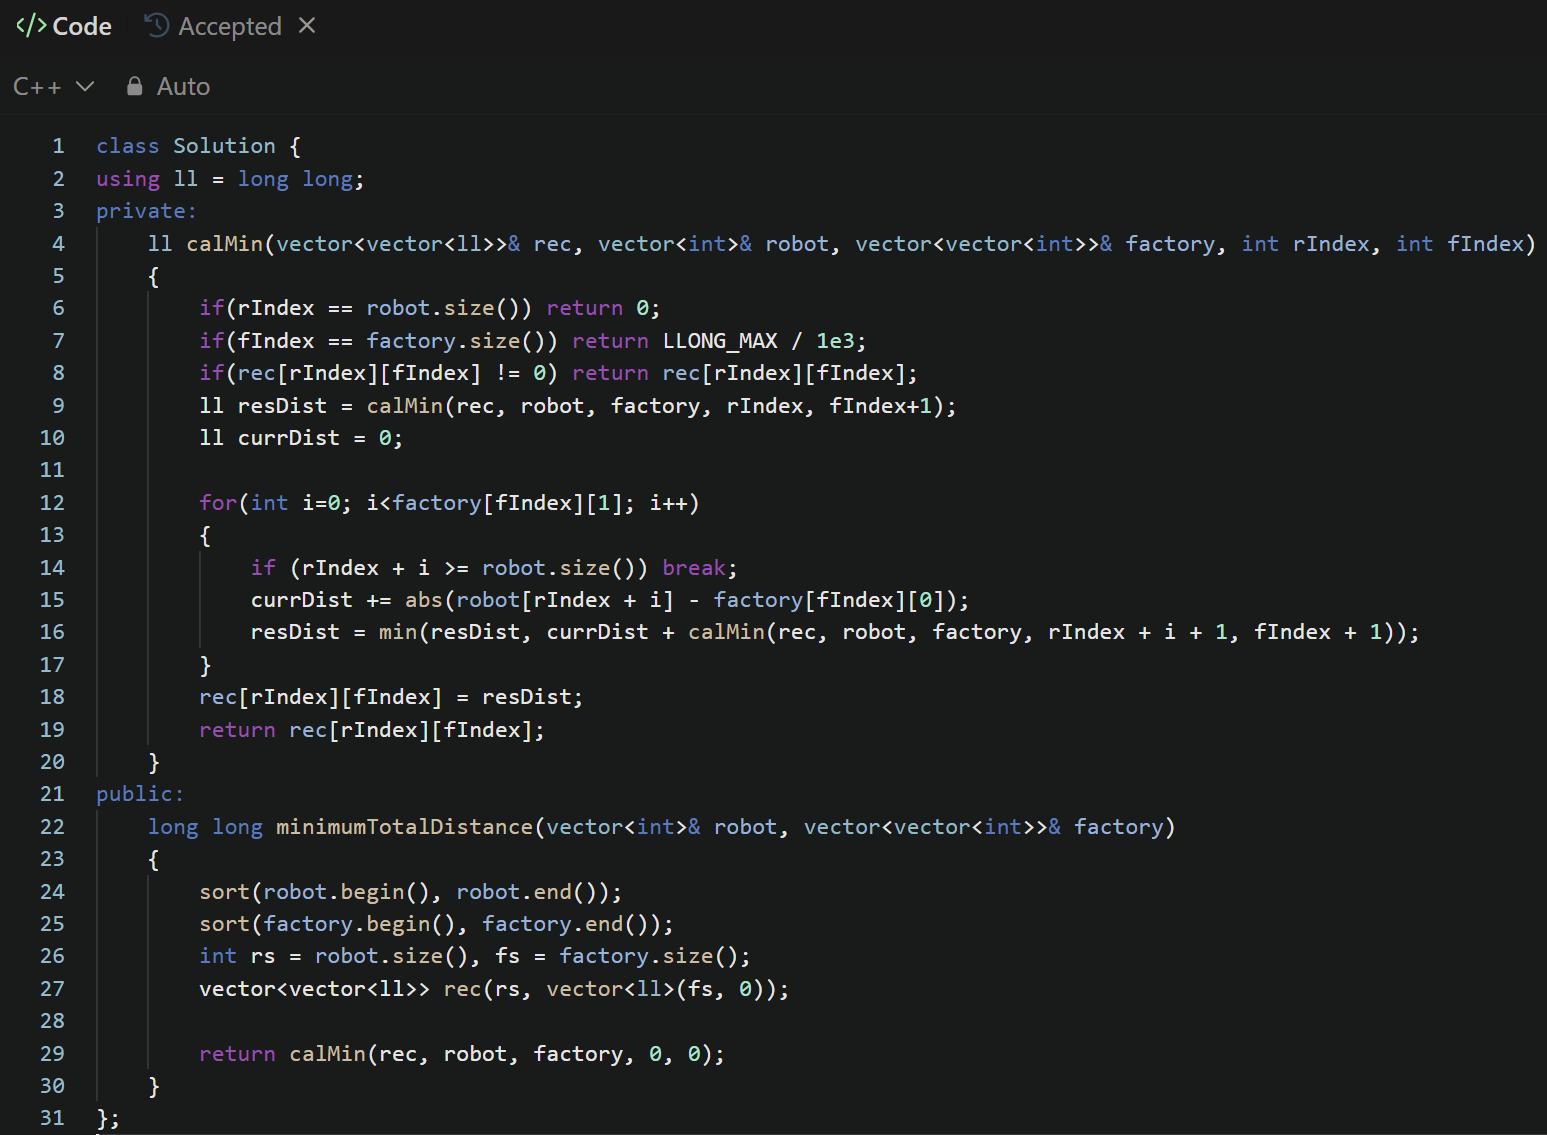 </> Code Accepted ×
C++ Auto
1 class Solution {
2 using ll = long long;
3 private:
4 ll calMin(vector<vector<ll>>& rec, vector<int>& robot, vector<vector<int>>& factory, int rIndex, int fIndex)
5 {
6 if(rIndex == robot.size()) return 0;
7 if(fIndex == factory.size()) return LLONG_MAX / 1e3;
8 if(rec[rIndex][fIndex] != 0) return rec[rIndex][fIndex];
9 ll resDist = calMin(rec, robot, factory, rIndex, fIndex+1);
10 ll currDist = 0;
11
12 for(int i=0; i<factory[fIndex][1]; i++)
13 {
14 if (rIndex + i >= robot.size()) break;
15 currDist += abs(robot[rIndex + i] - factory[fIndex][0]);
16 resDist = min(resDist, currDist + calMin(rec, robot, factory, rIndex + i + 1, fIndex + 1));
17 }
18 rec[rIndex][fIndex] = resDist;
19 return rec[rIndex][fIndex];
20 }
21 public:
22 long long minimumTotalDistance(vector<int>& robot, vector<vector<int>>& factory)
23 {
24 sort(robot.begin(), robot.end());
25 sort(factory.begin(), factory.end());
26 int rs = robot.size(), fs = factory.size();
27 vector<vector<ll>> rec(rs, vector<ll>(fs, 0));
28
29 return calMin(rec, robot, factory, 0, 0);
30 }
31 };